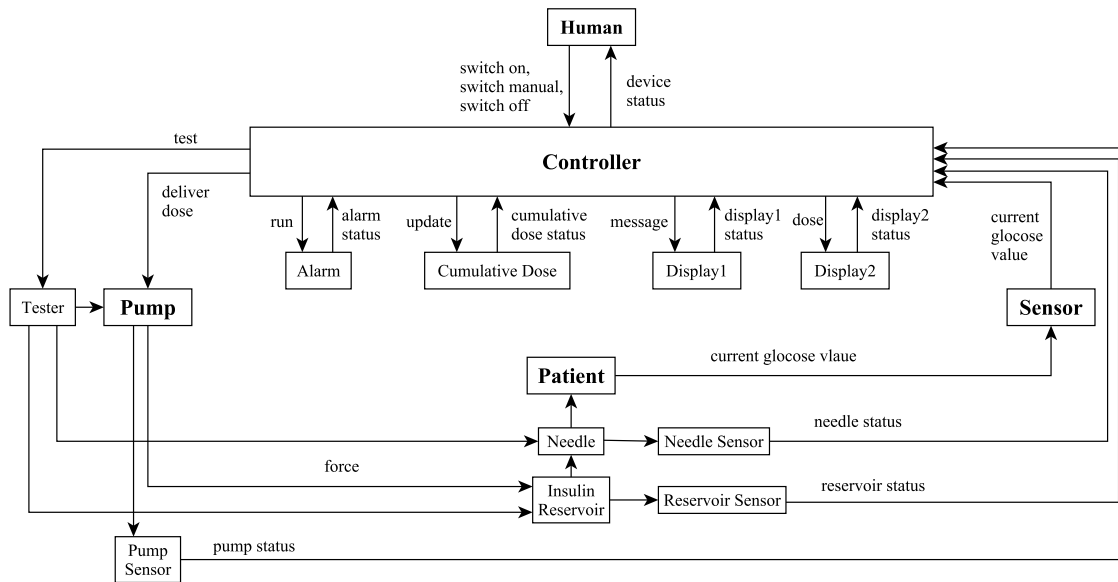 Human
switch on,
switch manual,
switch off
device
status
test
Controller
deliver
dose
run
alarm
status
update
cumulative
dose status
message
display1
status
dose
display2
status
current
glocose
value
Alarm
Cumulative Dose
Display1
Display2
Tester
Pump
Sensor
current glocose vlaue
Patient
needle status
Needle
Needle Sensor
force
reservoir status
Insulin
Reservoir
Reservoir Sensor
pump status
Pump
Sensor